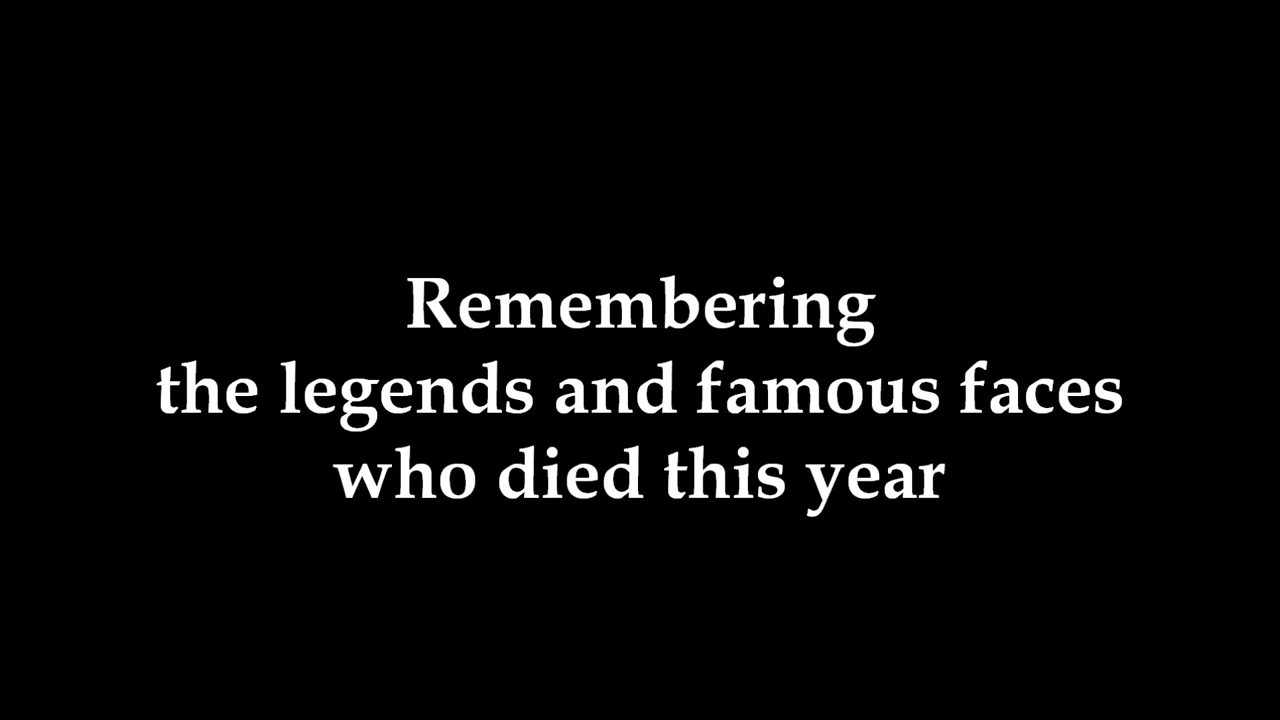 Remembering
the legends and famous faces
who died this year